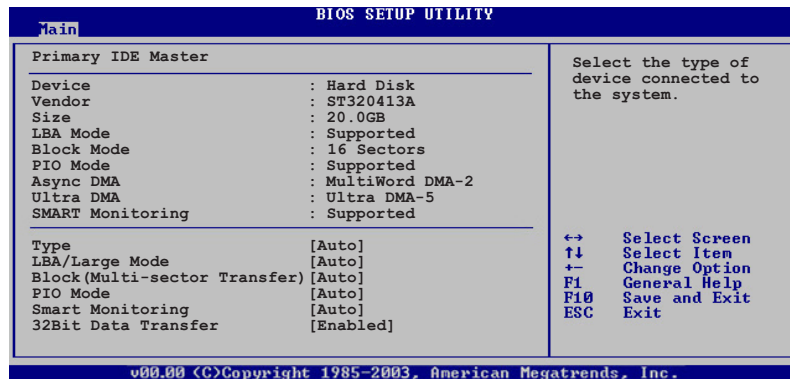 BIOS SETUP UTILITY
Main
Primary IDE Master
Device : Hard Disk
Vendor : ST320413A
Size : 20.0GB
LBA Mode : Supported
Block Mode : 16 Sectors
PIO Mode : Supported
Async DMA : MultiWord DMA-2
Ultra DMA : Ultra DMA-5
SMART Monitoring : Supported
Type [Auto]
LBA/Large Mode [Auto]
Block(Multi-sector Transfer) [Auto]
PIO Mode [Auto]
Smart Monitoring [Auto]
32Bit Data Transfer [Enabled]
Select the type of
device connected to
the system.
←→ Select Screen
↑↓ Select Item
+- Change Option
F1 General Help
F10 Save and Exit
ESC Exit
v00.00 (C)Copyright 1985-2003, American Megatrends, Inc.